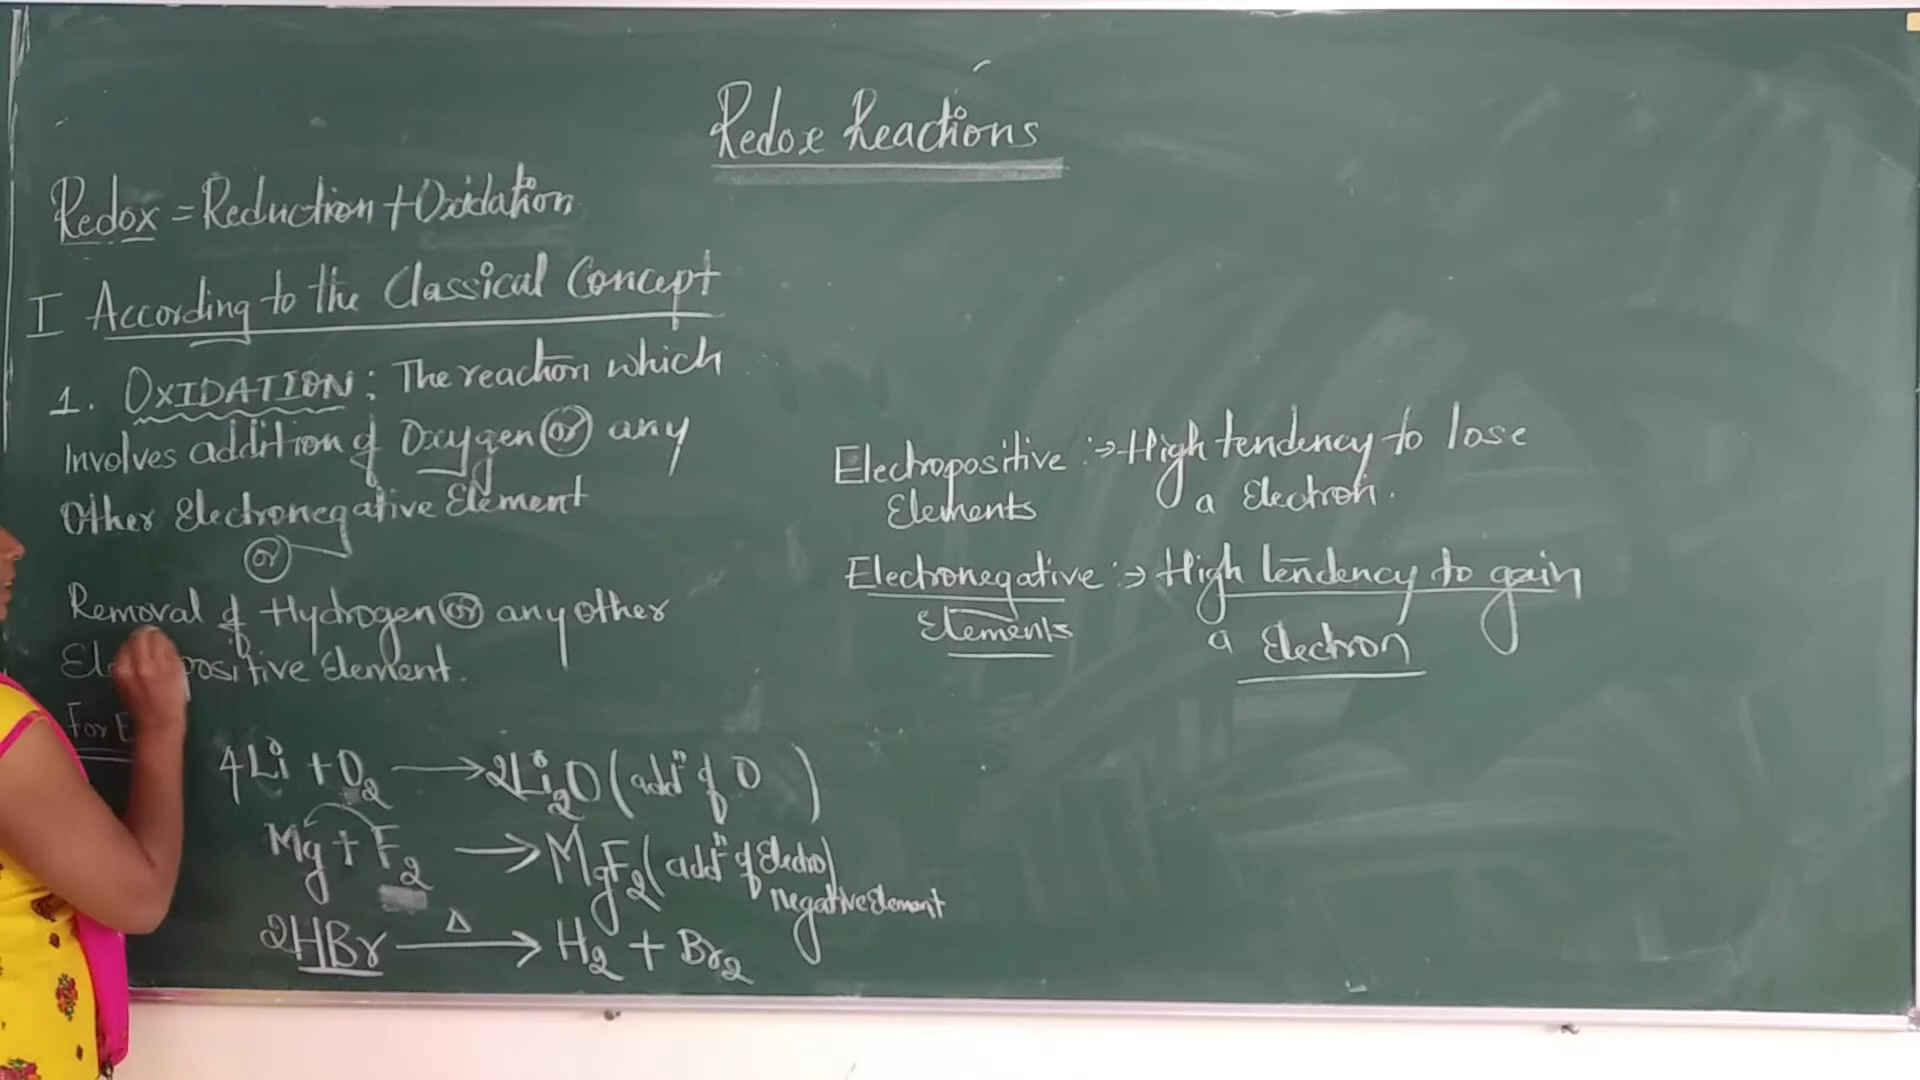 Redox Reactions
Redox = Reduction + Oxidation
I According to the Classical Concept
1. OXIDATION : The reaction which
Involves addition of Oxygen (or) any
Other Electronegative Element
(or)
Removal of Hydrogen (or) any other
positive Element.
For
4Li + O₂ ⟶ 2Li₂O (addⁿ of O)
Mg + F₂ ⟶ MgF₂ (addⁿ of Electro
negative Element
2HBr —Δ→ H₂ + Br₂
Electropositive :→ High tendency to lose
Elements a Electron.
Electronegative :→ High tendency to gain
Elements a Electron